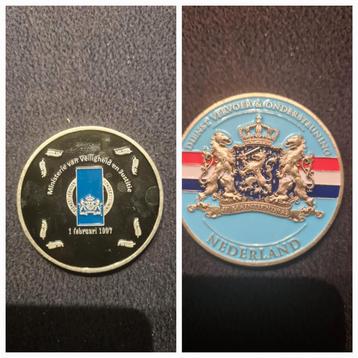 Ministerie van Veiligheid en Justitie
1 februari 1997
DIENST VERVOER & ONDERSTEUNING
NEDERLAND